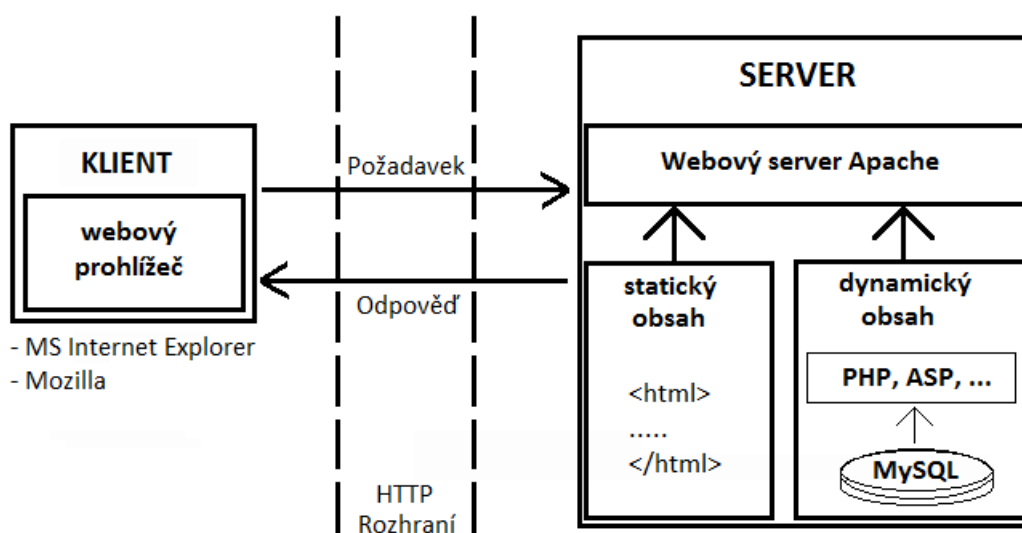 KLIENT
webový
prohlížeč
- MS Internet Explorer
- Mozilla
Požadavek
Odpověď
HTTP
Rozhraní
SERVER
Webový server Apache
statický
obsah
<html>
.....
</html>
dynamický
obsah
PHP, ASP, ...
MySQL